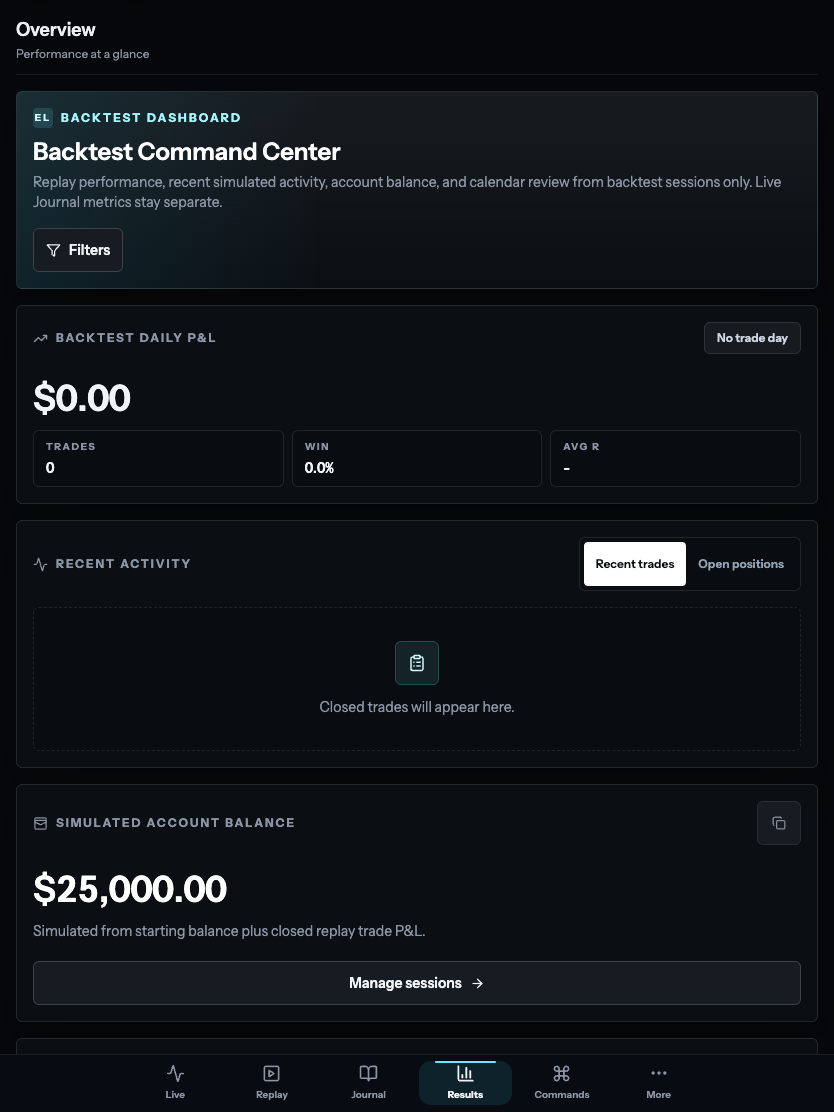 Overview
Performance at a glance
EL BACKTEST DASHBOARD
Backtest Command Center
Replay performance, recent simulated activity, account balance, and calendar review from backtest sessions only. Live
Journal metrics stay separate.
Filters
BACKTEST DAILY P&L
No trade day
$0.00
TRADES
0
WIN
0.0%
AVG R
-
RECENT ACTIVITY
Recent trades
Open positions
Closed trades will appear here.
SIMULATED ACCOUNT BALANCE
$25,000.00
Simulated from starting balance plus closed replay trade P&L.
Manage sessions →
Live
Replay
Journal
Results
Commands
More